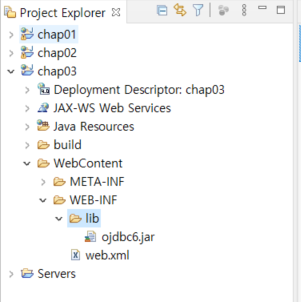 Project Explorer
chap01
chap02
chap03
Deployment Descriptor: chap03
JAX-WS Web Services
Java Resources
build
WebContent
META-INF
WEB-INF
lib
ojdbc6.jar
web.xml
Servers